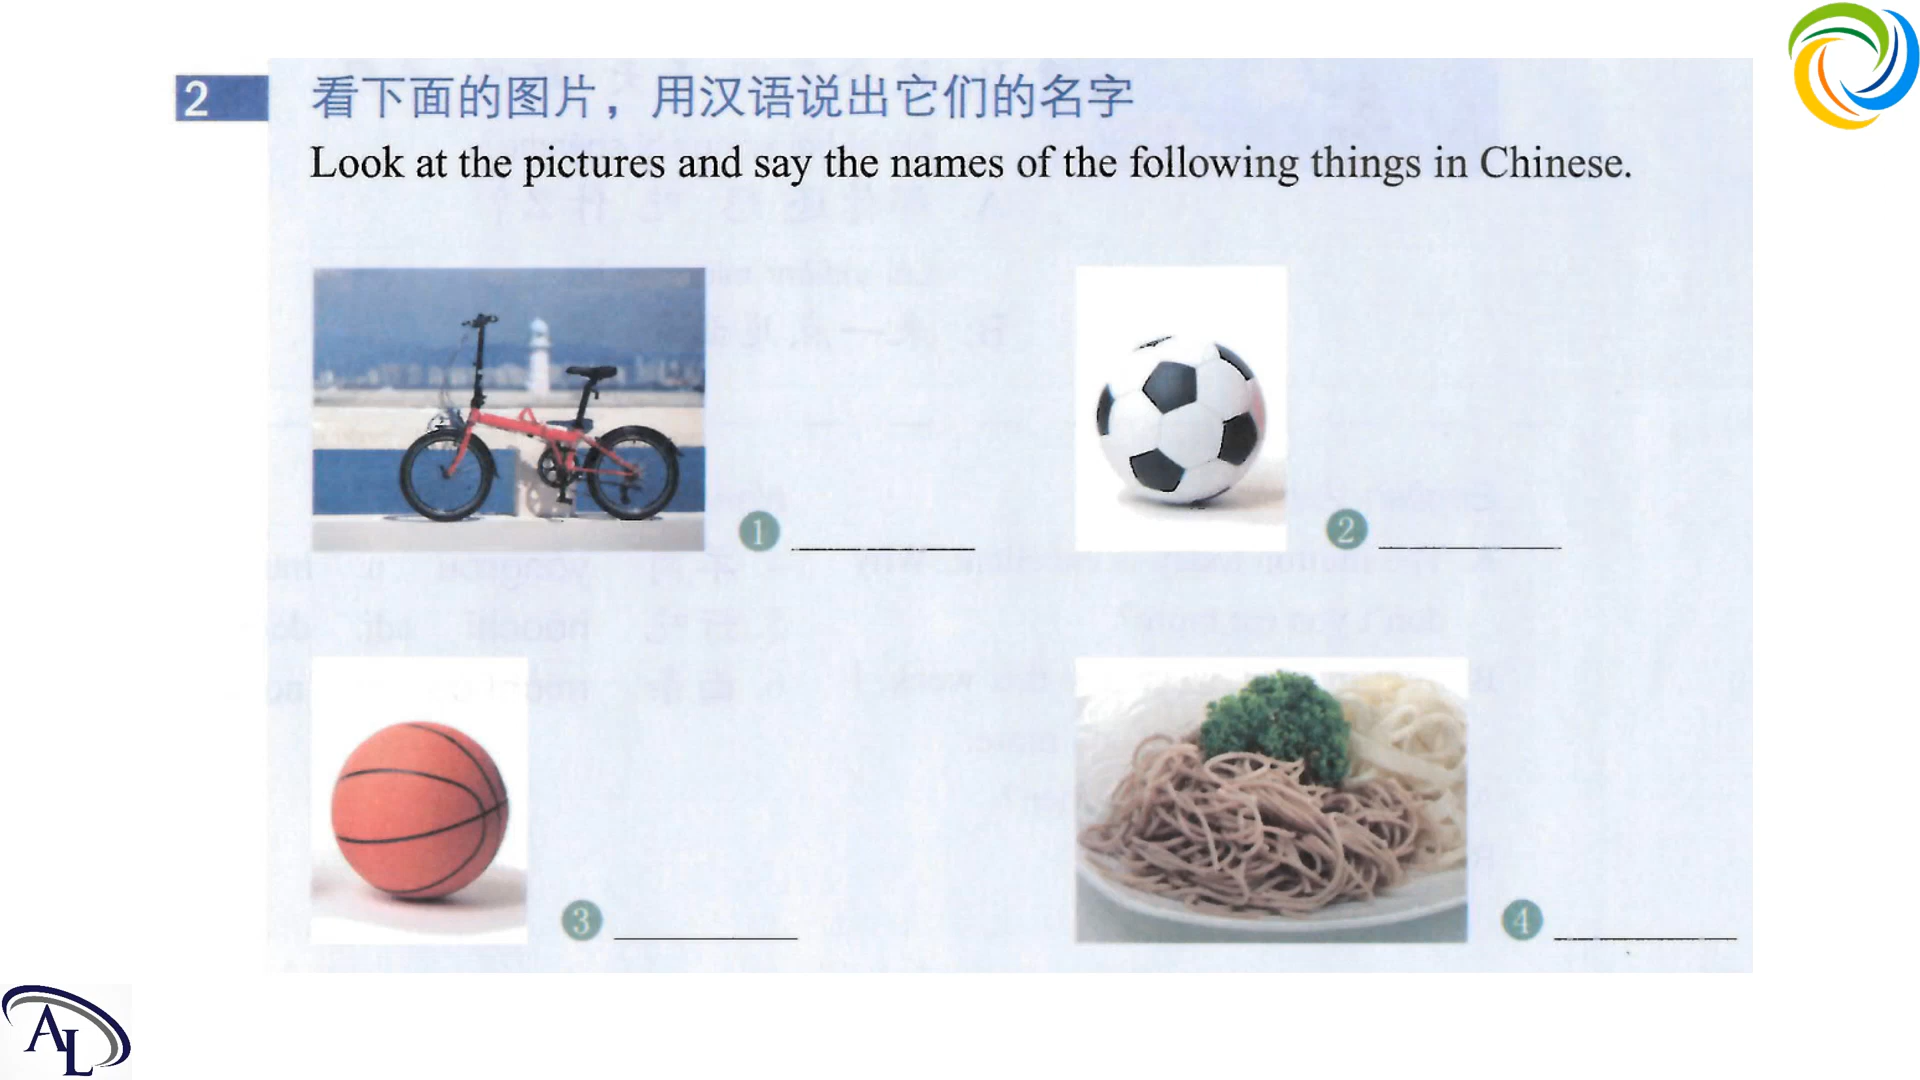 2
看下面的图片，用汉语说出它们的名字
Look at the pictures and say the names of the following things in Chinese.
1
2
3
4
AL